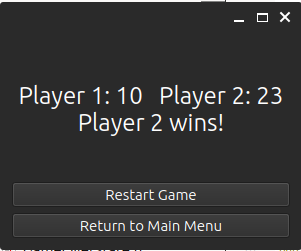 Player 1: 10   Player 2: 23
Player 2 wins!
Restart Game
Return to Main Menu